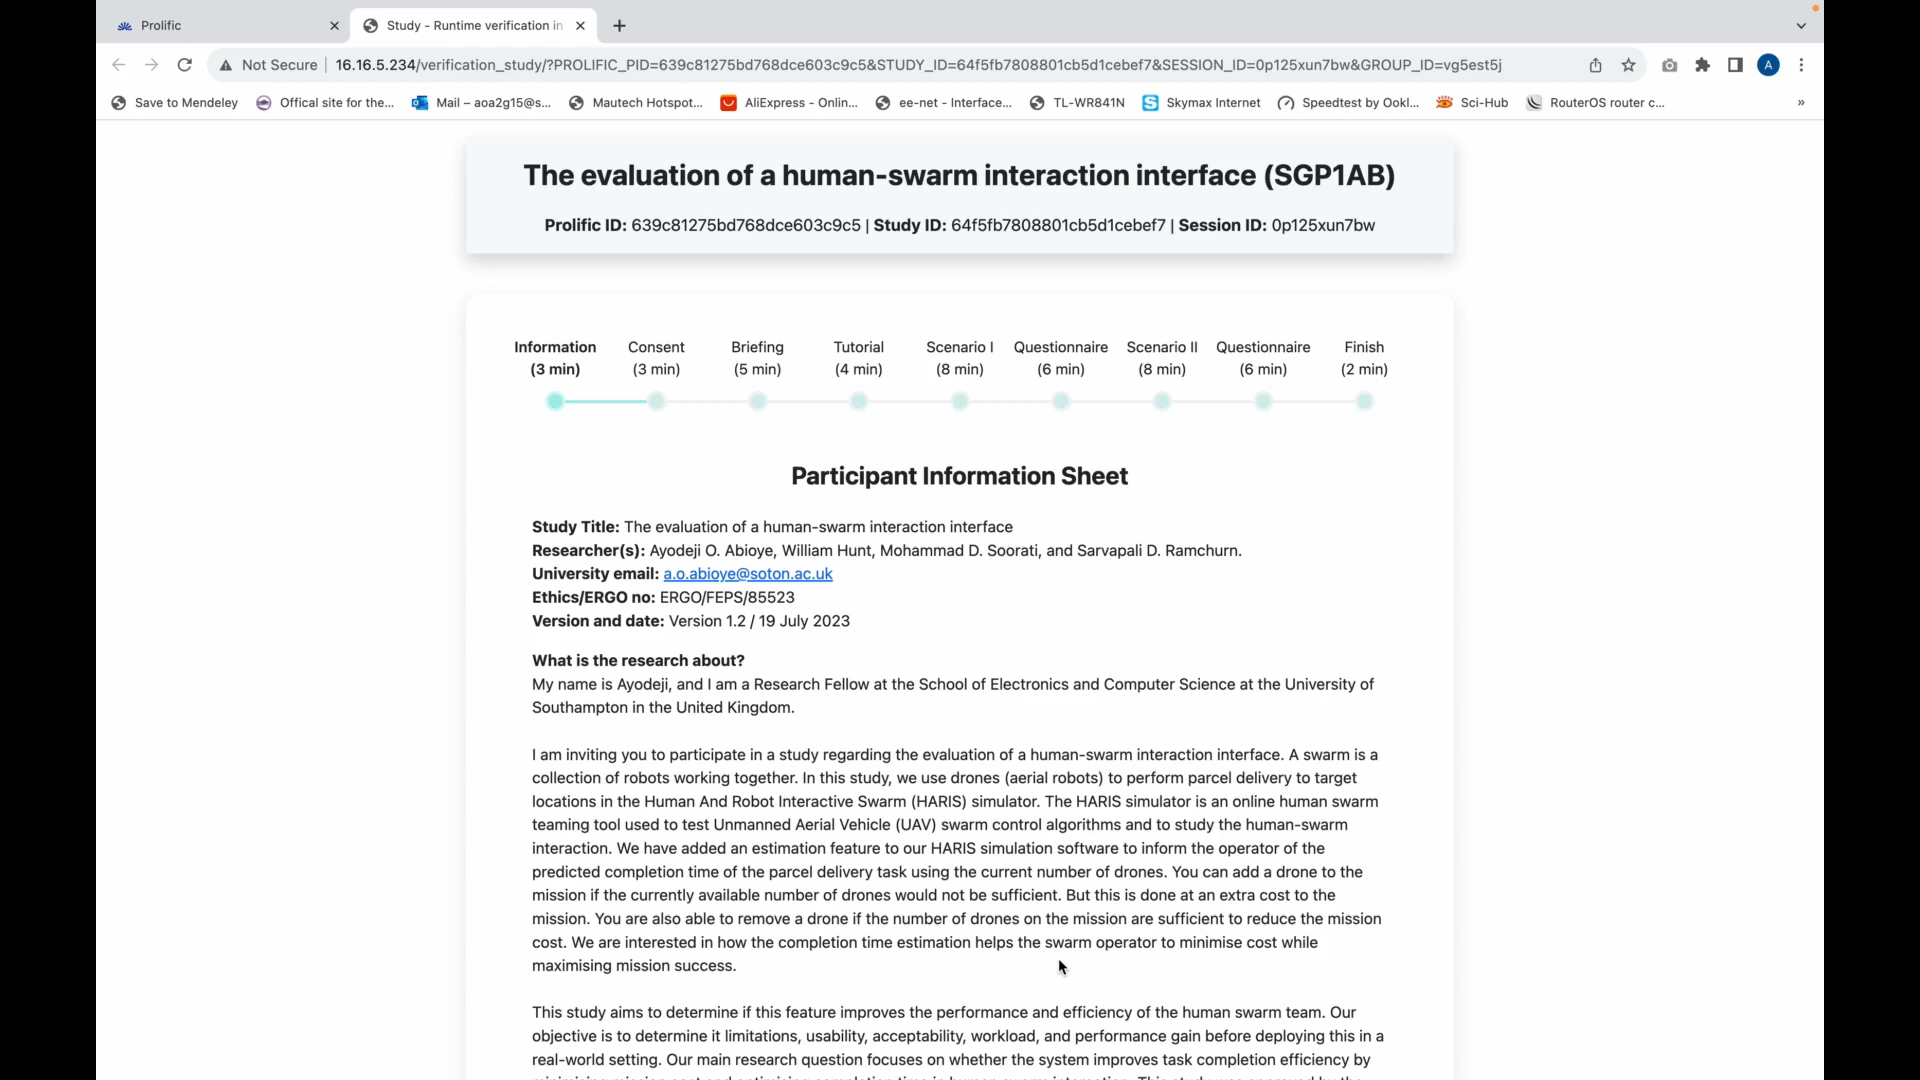 Prolific
Study - Runtime verification in
Not Secure
16.16.5.234/verification_study/?PROLIFIC_PID=639c81275bd768dce603c9c5&STUDY_ID=64f5fb7808801cb5d1cebef7&SESSION_ID=0p125xun7bw&GROUP_ID=vg5est5j
A
Save to Mendeley
Offical site for the...
Mail – aoa2g15@s...
Mautech Hotspot...
AliExpress - Onlin...
ee-net - Interface...
TL-WR841N
Skymax Internet
Speedtest by Ookl...
Sci-Hub
RouterOS router c...
»
The evaluation of a human-swarm interaction interface (SGP1AB)
Prolific ID: 639c81275bd768dce603c9c5 | Study ID: 64f5fb7808801cb5d1cebef7 | Session ID: 0p125xun7bw
Information Consent Briefing Tutorial Scenario I Questionnaire Scenario II Questionnaire Finish
(3 min) (3 min) (5 min) (4 min) (8 min) (6 min) (8 min) (6 min) (2 min)
Participant Information Sheet
Study Title: The evaluation of a human-swarm interaction interface
Researcher(s): Ayodeji O. Abioye, William Hunt, Mohammad D. Soorati, and Sarvapali D. Ramchurn.
University email: a.o.abioye@soton.ac.uk
Ethics/ERGO no: ERGO/FEPS/85523
Version and date: Version 1.2 / 19 July 2023
What is the research about?
My name is Ayodeji, and I am a Research Fellow at the School of Electronics and Computer Science at the University of
Southampton in the United Kingdom.
I am inviting you to participate in a study regarding the evaluation of a human-swarm interaction interface. A swarm is a
collection of robots working together. In this study, we use drones (aerial robots) to perform parcel delivery to target
locations in the Human And Robot Interactive Swarm (HARIS) simulator. The HARIS simulator is an online human swarm
teaming tool used to test Unmanned Aerial Vehicle (UAV) swarm control algorithms and to study the human-swarm
interaction. We have added an estimation feature to our HARIS simulation software to inform the operator of the
predicted completion time of the parcel delivery task using the current number of drones. You can add a drone to the
mission if the currently available number of drones would not be sufficient. But this is done at an extra cost to the
mission. You are also able to remove a drone if the number of drones on the mission are sufficient to reduce the mission
cost. We are interested in how the completion time estimation helps the swarm operator to minimise cost while
maximising mission success.
This study aims to determine if this feature improves the performance and efficiency of the human swarm team. Our
objective is to determine it limitations, usability, acceptability, workload, and performance gain before deploying this in a
real-world setting. Our main research question focuses on whether the system improves task completion efficiency by